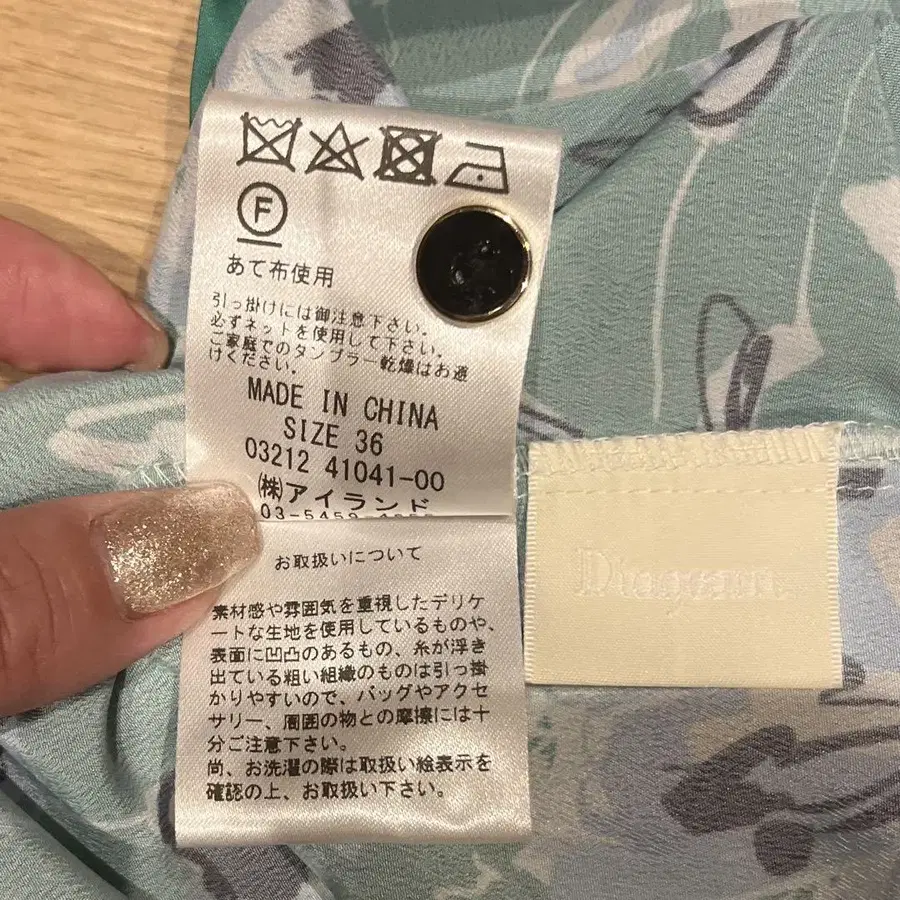 F
あて布使用
引っ掛けには御注意下さい。
必ずネットを使用して下さい。
ご家庭でのタンブラー乾燥はお避
けください。
MADE IN CHINA
SIZE 36
03212 41041-00
㈱アイランド
お取扱いについて
素材感や雰囲気を重視したデリケ
ートな生地を使用しているものや、
表面に凹凸のあるもの、糸が浮き
出ている粗い組織のものは引っ掛
かりやすいので、バッグやアクセ
サリー、周囲の物との摩擦には十
分ご注意下さい。
尚、お洗濯の際は取扱い絵表示を
確認の上、お取扱い下さい。
Diagram